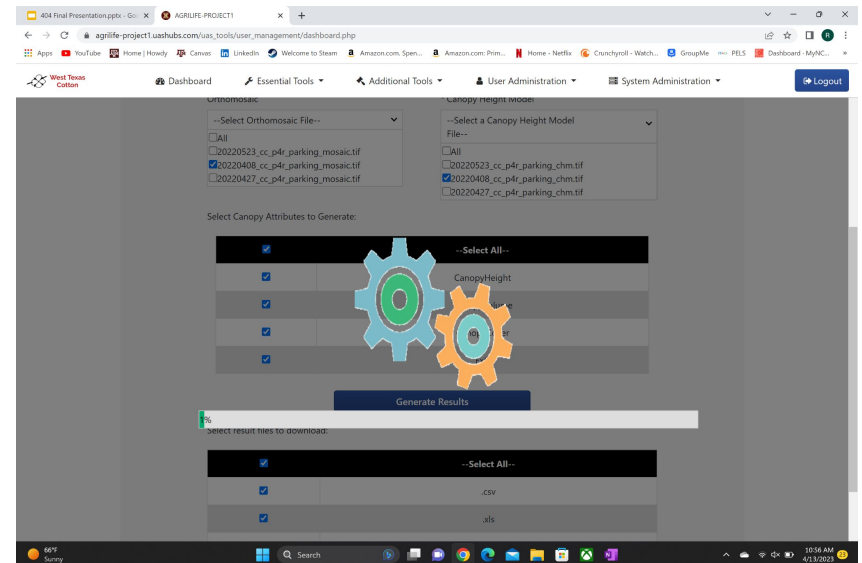 404 Final Presentation.pptx - Goo
AGRILIFE-PROJECT1
agrilife-project1.uashubs.com/uas_tools/user_management/dashboard.php
Apps YouTube Home | Howdy Canvas LinkedIn Welcome to Steam Amazon.com. Spen... Amazon.com: Prim... Home - Netflix Crunchyroll - Watch... GroupMe PELS Dashboard - MyNC... »
West Texas
Cotton
Dashboard Essential Tools Additional Tools User Administration System Administration Logout
Orthomosaic
* Canopy Height Model
--Select Orthomosaic File--
All
20220523_cc_p4r_parking_mosaic.tif
20220408_cc_p4r_parking_mosaic.tif
20220427_cc_p4r_parking_mosaic.tif
--Select a Canopy Height Model
File--
All
20220523_cc_p4r_parking_chm.tif
20220408_cc_p4r_parking_chm.tif
20220427_cc_p4r_parking_chm.tif
Select Canopy Attributes to Generate:
--Select All--
CanopyHeight
Generate Results
1%
Select result files to download:
--Select All--
.csv
.xls
66°F
Sunny
Search
10:56 AM
4/13/2023
23